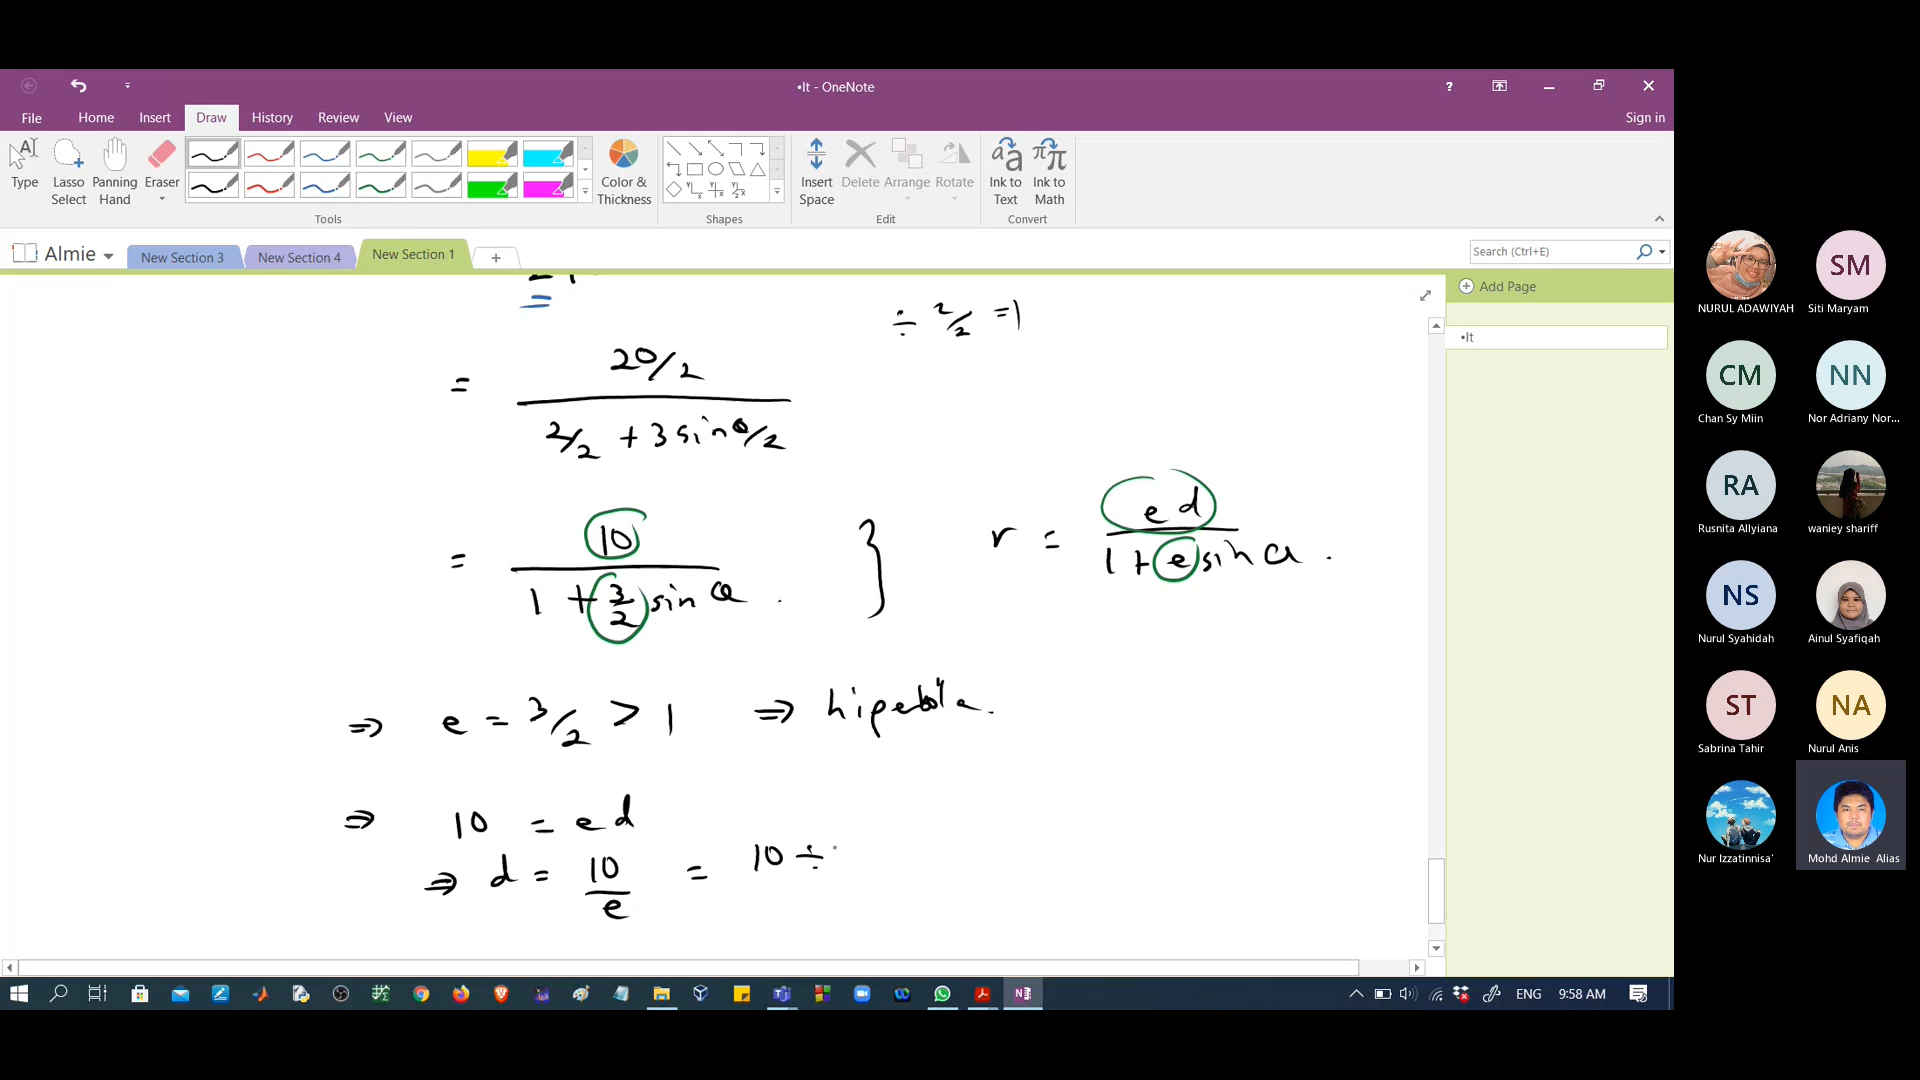 •It - OneNote
?
File Home Insert Draw History Review View
Sign in
Type
Lasso Select
Panning Hand
Eraser
Color & Thickness
Insert Space
Delete
Arrange
Rotate
Ink to Text
Ink to Math
Tools
Shapes
Edit
Convert
Almie
New Section 3
New Section 4
New Section 1
+
Search (Ctrl+E)
Add Page
•It
÷ 2/2 =1
= 20/2
2/2 + 3 sin θ/2
= 10
1 + 3/2 sin θ .
}
r = e d
1 + e sin θ .
⇒ e = 3/2 > 1 ⇒ hiperbola.
⇒ 10 = e d
⇒ d = 10/e = 10 ÷
NURUL ADAWIYAH
SM
Siti Maryam
CM
Chan Sy Miin
NN
Nor Adriany Nor...
RA
Rusnita Allyiana
waniey shariff
NS
Nurul Syahidah
Ainul Syafiqah
ST
Sabrina Tahir
NA
Nurul Anis
Nur Izzatinnisa'
Mohd Almie Alias
ENG
9:58 AM